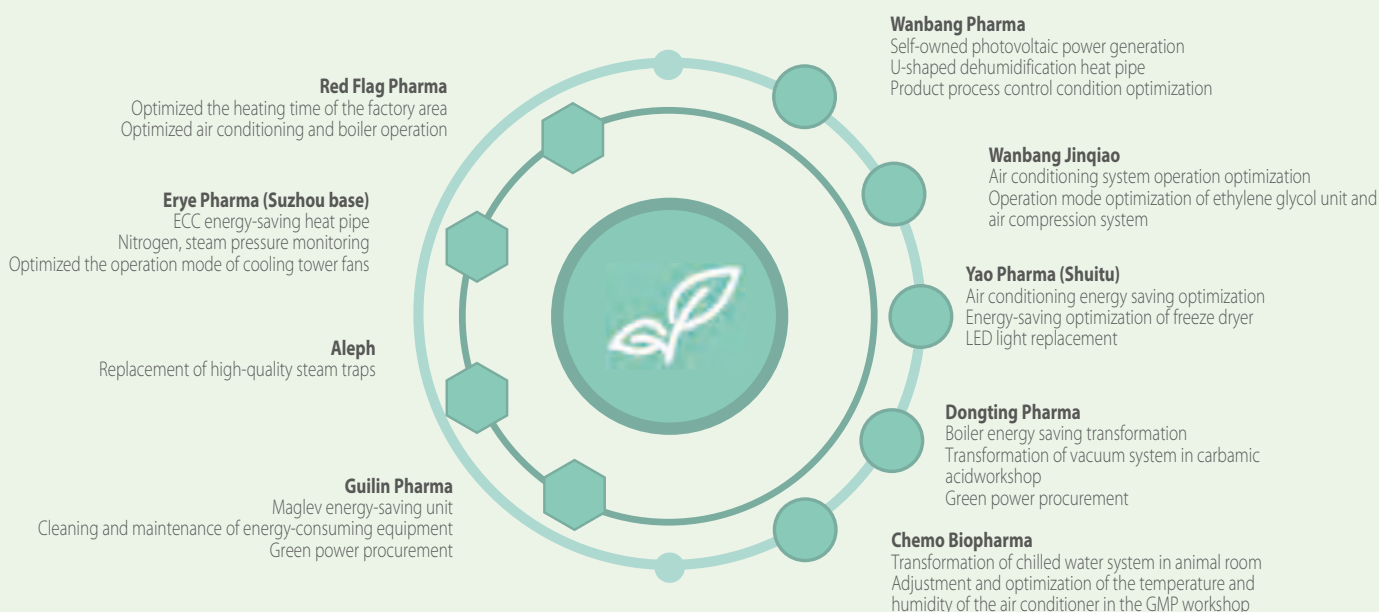 Red Flag Pharma
Optimized the heating time of the factory area
Optimized air conditioning and boiler operation
Erye Pharma (Suzhou base)
ECC energy-saving heat pipe
Nitrogen, steam pressure monitoring
Optimized the operation mode of cooling tower fans
Aleph
Replacement of high-quality steam traps
Guilin Pharma
Maglev energy-saving unit
Cleaning and maintenance of energy-consuming equipment
Green power procurement
Wanbang Pharma
Self-owned photovoltaic power generation
U-shaped dehumidification heat pipe
Product process control condition optimization
Wanbang Jinqiao
Air conditioning system operation optimization
Operation mode optimization of ethylene glycol unit and
air compression system
Yao Pharma (Shuitu)
Air conditioning energy saving optimization
Energy-saving optimization of freeze dryer
LED light replacement
Dongting Pharma
Boiler energy saving transformation
Transformation of vacuum system in carbamic
acidworkshop
Green power procurement
Chemo Biopharma
Transformation of chilled water system in animal room
Adjustment and optimization of the temperature and
humidity of the air conditioner in the GMP workshop